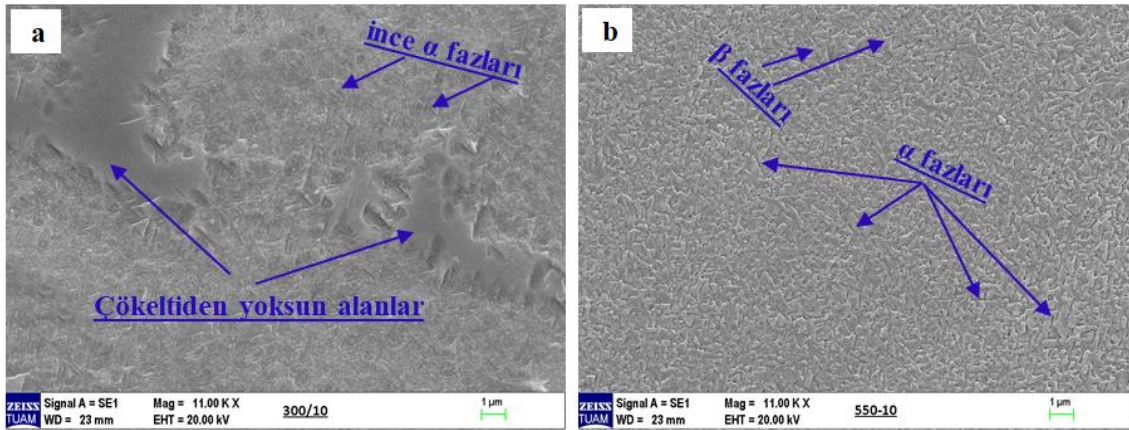 a
ince α fazları
Çökeltiden yoksun alanlar
ZEISS
TUAM
Signal A = SE1
WD = 23 mm
Mag = 11.00 K X
EHT = 20.00 kV
300/10
1 µm
b
β fazları
α fazları
ZEISS
TUAM
Signal A = SE1
WD = 23 mm
Mag = 11.00 K X
EHT = 20.00 kV
550-10
1 µm